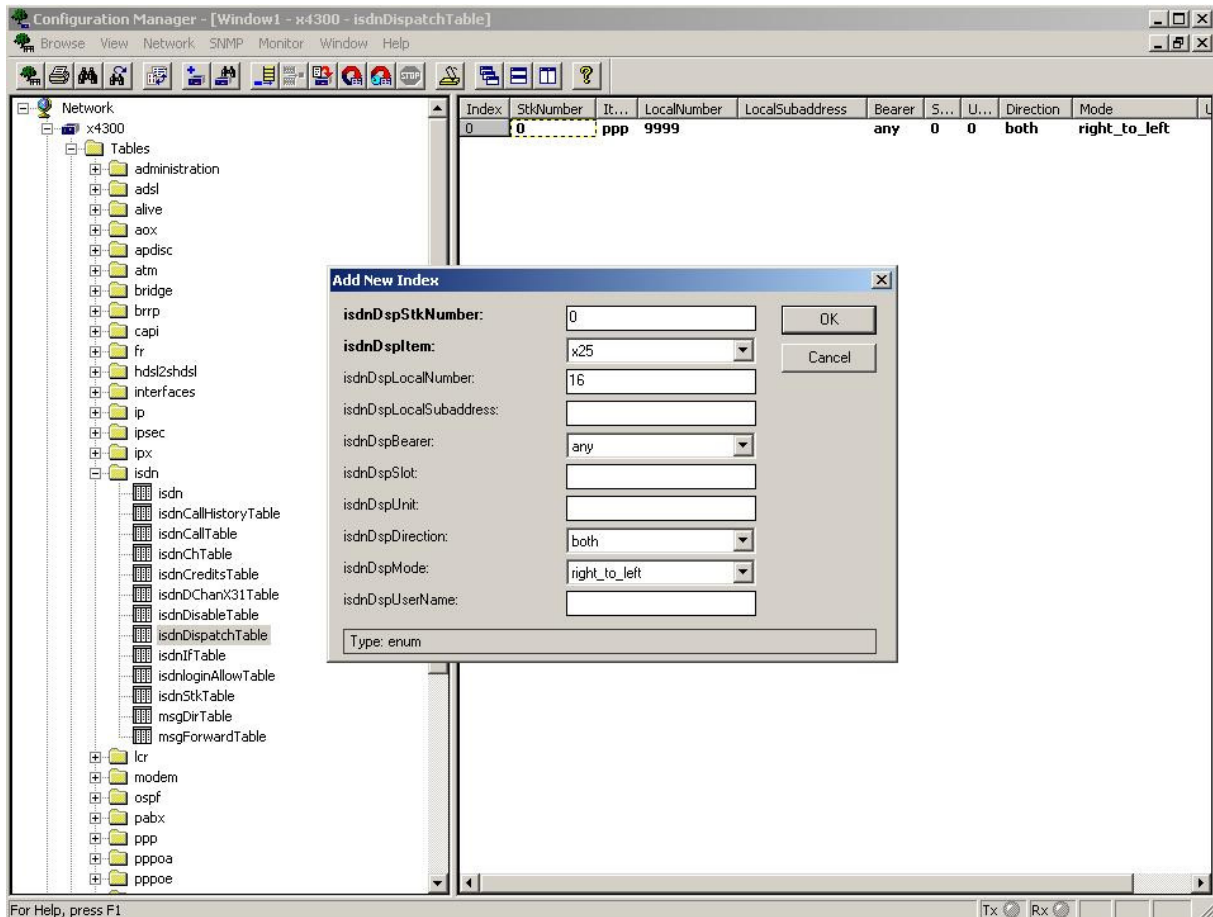 Configuration Manager - [Window1 - x4300 - isdnDispatchTable]
Browse View Network SNMP Monitor Window Help
STOP
Network
x4300
Tables
administration
adsl
alive
aox
apdisc
atm
bridge
brrp
capi
fr
hdsl2shdsl
interfaces
ip
ipsec
ipx
isdn
isdn
isdnCallHistoryTable
isdnCallTable
isdnChTable
isdnCreditsTable
isdnDChanX31Table
isdnDisableTable
isdnDispatchTable
isdnIfTable
isdnloginAllowTable
isdnStkTable
msgDirTable
msgForwardTable
lcr
modem
ospf
pabx
ppp
pppoa
pppoe
Index StkNumber It... LocalNumber LocalSubaddress Bearer S... U... Direction Mode U
0 0 ppp 9999 any 0 0 both right_to_left
Add New Index
isdnDspStkNumber: 0
isdnDspItem: x25
isdnDspLocalNumber: 16
isdnDspLocalSubaddress:
isdnDspBearer: any
isdnDspSlot:
isdnDspUnit:
isdnDspDirection: both
isdnDspMode: right_to_left
isdnDspUserName:
OK
Cancel
Type: enum
For Help, press F1
Tx Rx